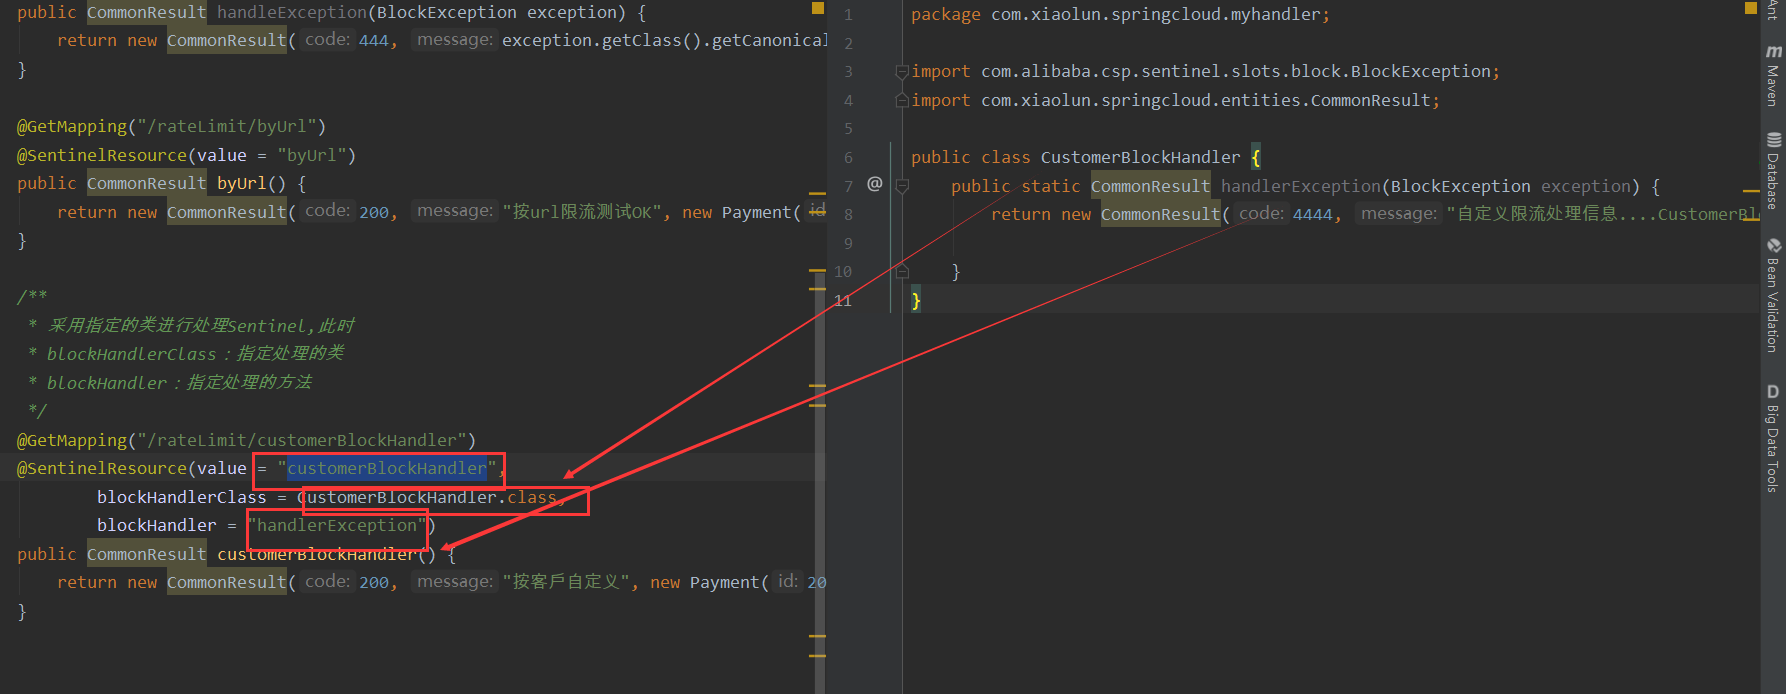 public CommonResult handleException(BlockException exception) {
return new CommonResult( code: 444, message: exception.getClass().getCanonical
}
@GetMapping("/rateLimit/byUrl")
@SentinelResource(value = "byUrl")
public CommonResult byUrl() {
return new CommonResult( code: 200, message: "按url限流测试OK", new Payment( id
}
/**
* 采用指定的类进行处理Sentinel,此时
* blockHandlerClass：指定处理的类
* blockHandler：指定处理的方法
*/
@GetMapping("/rateLimit/customerBlockHandler")
@SentinelResource(value = "customerBlockHandler",
blockHandlerClass = CustomerBlockHandler.class,
blockHandler = "handlerException")
public CommonResult customerBlockHandler() {
return new CommonResult( code: 200, message: "按客戶自定义", new Payment( id: 20
}
1 package com.xiaolun.springcloud.myhandler;
2
3 import com.alibaba.csp.sentinel.slots.block.BlockException;
4 import com.xiaolun.springcloud.entities.CommonResult;
5
6 public class CustomerBlockHandler {
7 @ public static CommonResult handlerException(BlockException exception) {
8 return new CommonResult( code: 4444, message: "自定义限流处理信息....CustomerBl
9
10 }
11 }
Ant
m Maven
Database
Bean Validation
D Big Data Tools